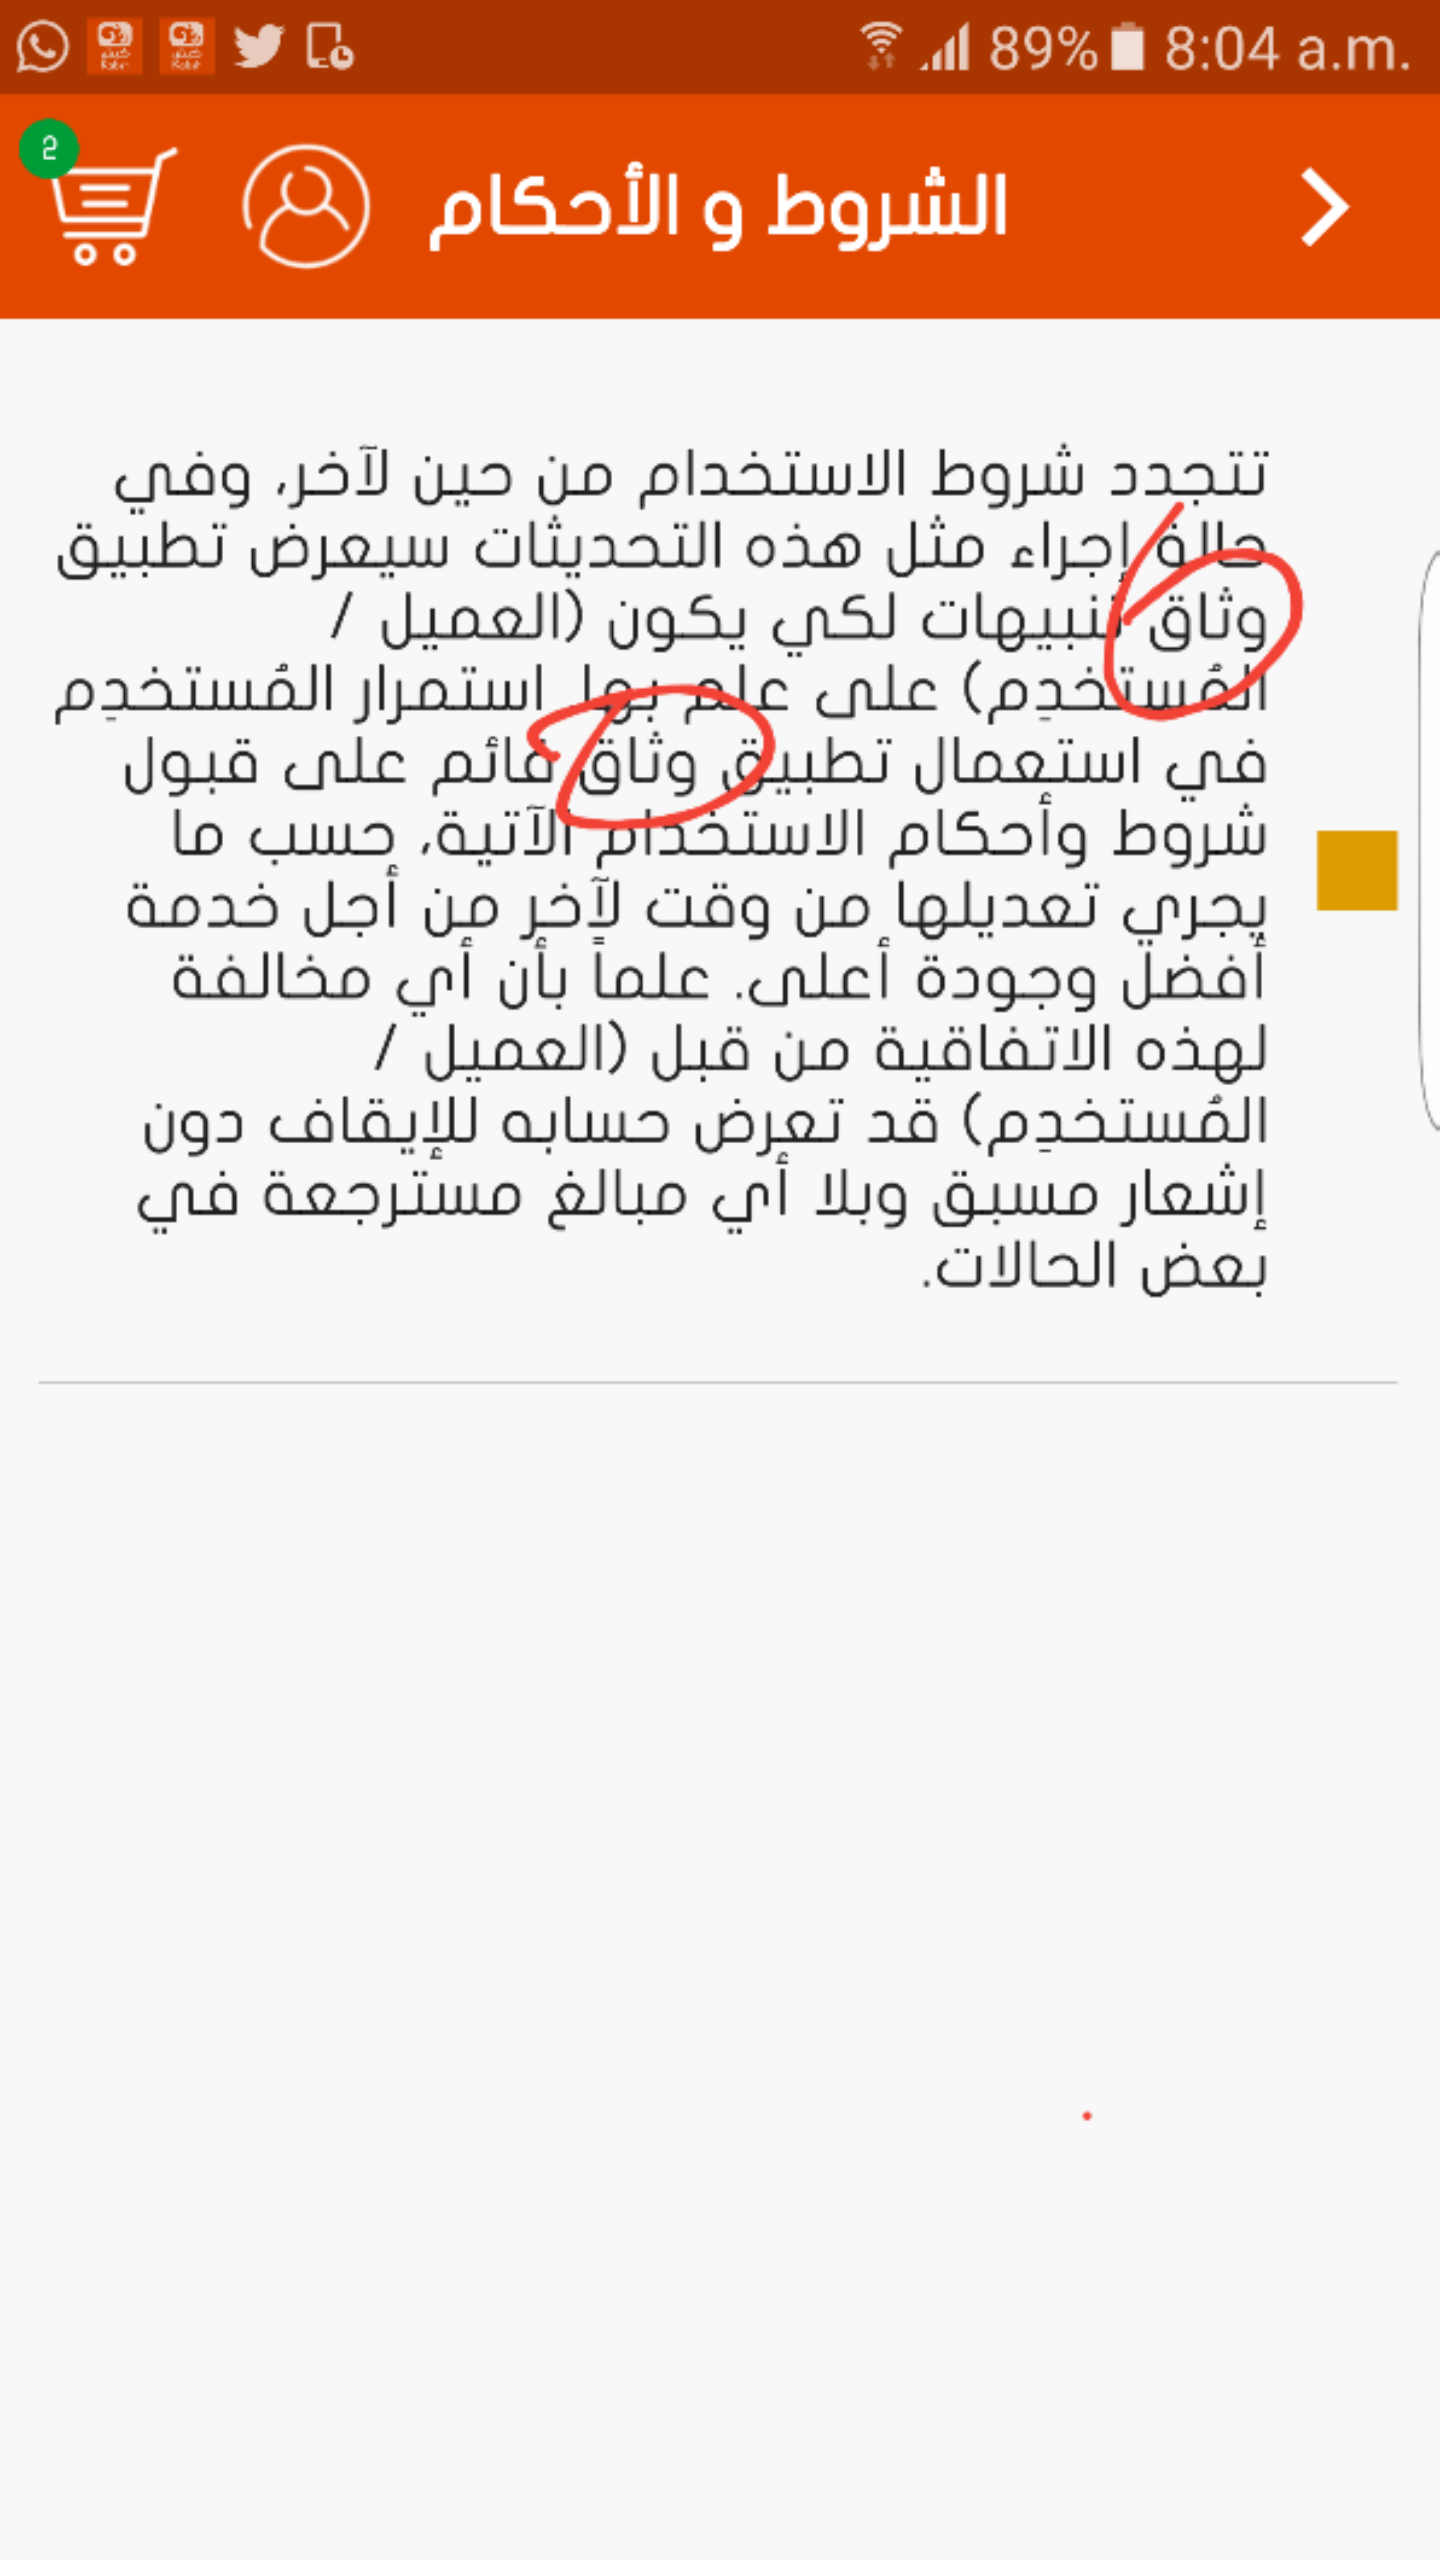 89% 8:04 a.m.
2
الشروط و الأحكام
تتجدد شروط الاستخدام من حين لآخر، وفي
حالة إجراء مثل هذه التحديثات سيعرض تطبيق
وثاق تنبيهات لكي يكون (العميل /
المُستخدِم) على علم بها. استمرار المُستخدِم
في استعمال تطبيق وثاق قائم على قبول
شروط وأحكام الاستخدام الآتية، حسب ما
يجري تعديلها من وقت لآخر من أجل خدمة
أفضل وجودة أعلى. علماً بأن أي مخالفة
لهذه الاتفاقية من قبل (العميل /
المُستخدِم) قد تعرض حسابه للإيقاف دون
إشعار مسبق وبلا أي مبالغ مسترجعة في
بعض الحالات.